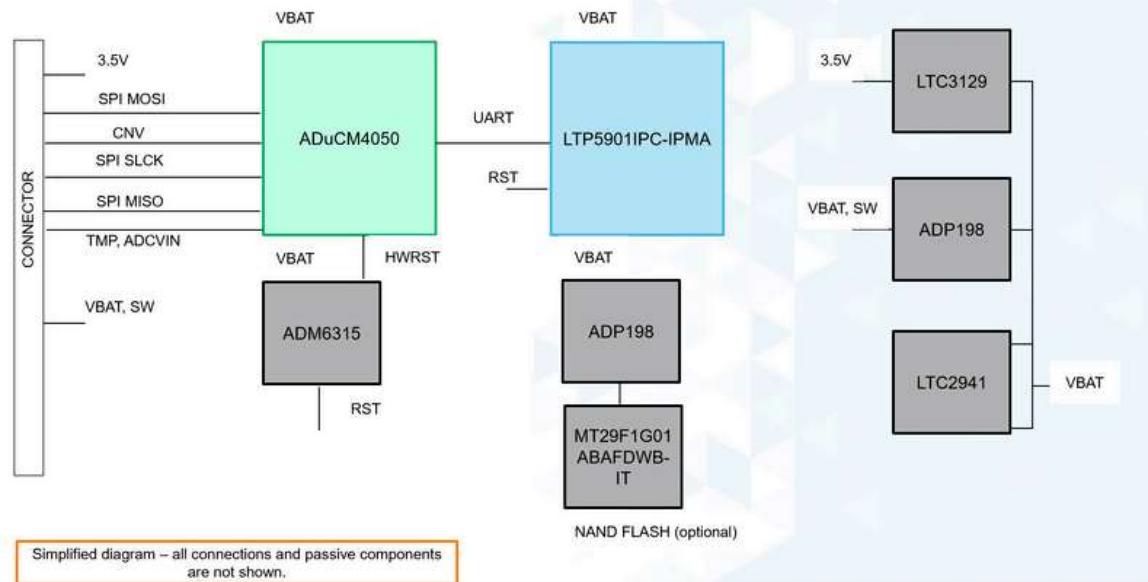 VBAT
VBAT
3.5V
SPI MOSI
CNV
SPI SLCK
SPI MISO
TMP, ADCVIN
VBAT, SW
CONNECTOR
ADuCM4050
UART
RST
LTP5901IPC-IPMA
VBAT
HWRST
ADM6315
RST
VBAT
ADP198
MT29F1G01
ABAFDWB-
IT
NAND FLASH (optional)
3.5V
LTC3129
VBAT, SW
ADP198
LTC2941
VBAT
Simplified diagram – all connections and passive components
are not shown.